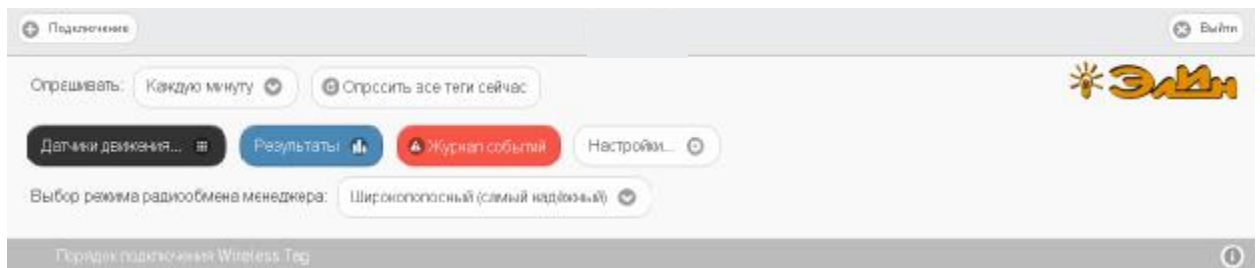 Подключение
Выйти
Опрашивать: Каждую минуту Опросить все теги сейчас
ЭлИн
Датчики движения... Результаты Журнал событий Настройки...
Выбор режима радиообмена менеджера: Широкополосный (самый надёжный)
Порядок подключения Wireless Tag